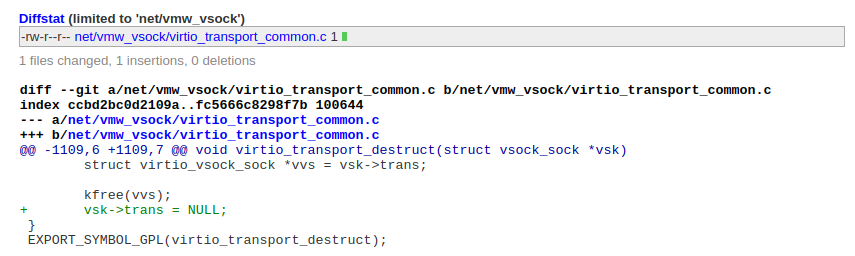 Diffstat (limited to 'net/vmw_vsock')
-rw-r--r-- net/vmw_vsock/virtio_transport_common.c 1
1 files changed, 1 insertions, 0 deletions
diff --git a/net/vmw_vsock/virtio_transport_common.c b/net/vmw_vsock/virtio_transport_common.c
index ccbd2bc0d2109a..fc5666c8298f7b 100644
--- a/net/vmw_vsock/virtio_transport_common.c
+++ b/net/vmw_vsock/virtio_transport_common.c
@@ -1109,6 +1109,7 @@ void virtio_transport_destruct(struct vsock_sock *vsk)
        struct virtio_vsock_sock *vvs = vsk->trans;
        kfree(vvs);
+       vsk->trans = NULL;
 }
 EXPORT_SYMBOL_GPL(virtio_transport_destruct);